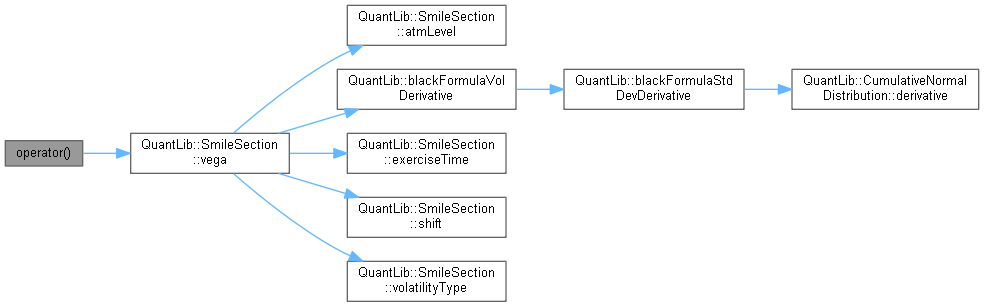 operator()
QuantLib::SmileSection
::vega
QuantLib::SmileSection
::atmLevel
QuantLib::blackFormulaVol
Derivative
QuantLib::blackFormulaStd
DevDerivative
QuantLib::CumulativeNormal
Distribution::derivative
QuantLib::SmileSection
::exerciseTime
QuantLib::SmileSection
::shift
QuantLib::SmileSection
::volatilityType